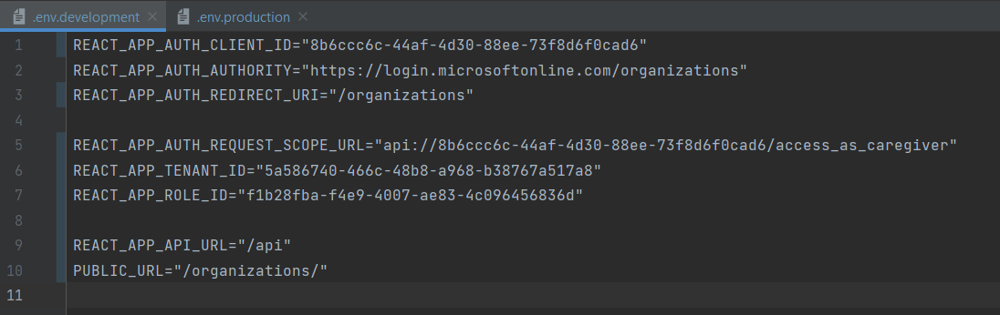 .env.development .env.production
1 REACT_APP_AUTH_CLIENT_ID="8b6ccc6c-44af-4d30-88ee-73f8d6f0cad6"
2 REACT_APP_AUTH_AUTHORITY="https://login.microsoftonline.com/organizations"
3 REACT_APP_AUTH_REDIRECT_URI="/organizations"
4
5 REACT_APP_AUTH_REQUEST_SCOPE_URL="api://8b6ccc6c-44af-4d30-88ee-73f8d6f0cad6/access_as_caregiver"
6 REACT_APP_TENANT_ID="5a586740-466c-48b8-a968-b38767a517a8"
7 REACT_APP_ROLE_ID="f1b28fba-f4e9-4007-ae83-4c096456836d"
8
9 REACT_APP_API_URL="/api"
10 PUBLIC_URL="/organizations/"
11